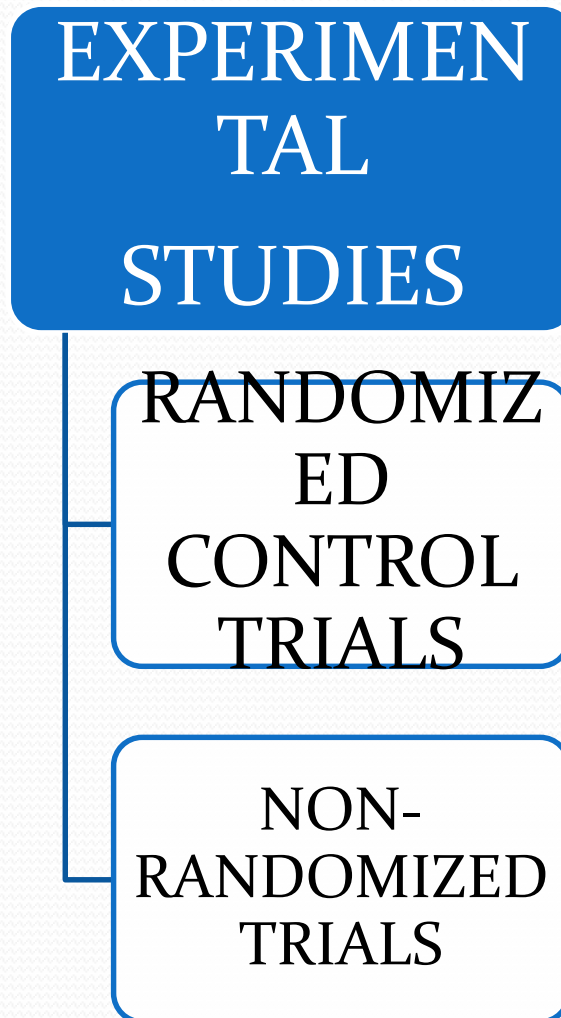 EXPERIMEN
TAL
STUDIES
RANDOMIZ
ED
CONTROL
TRIALS
NON-
RANDOMIZED
TRIALS